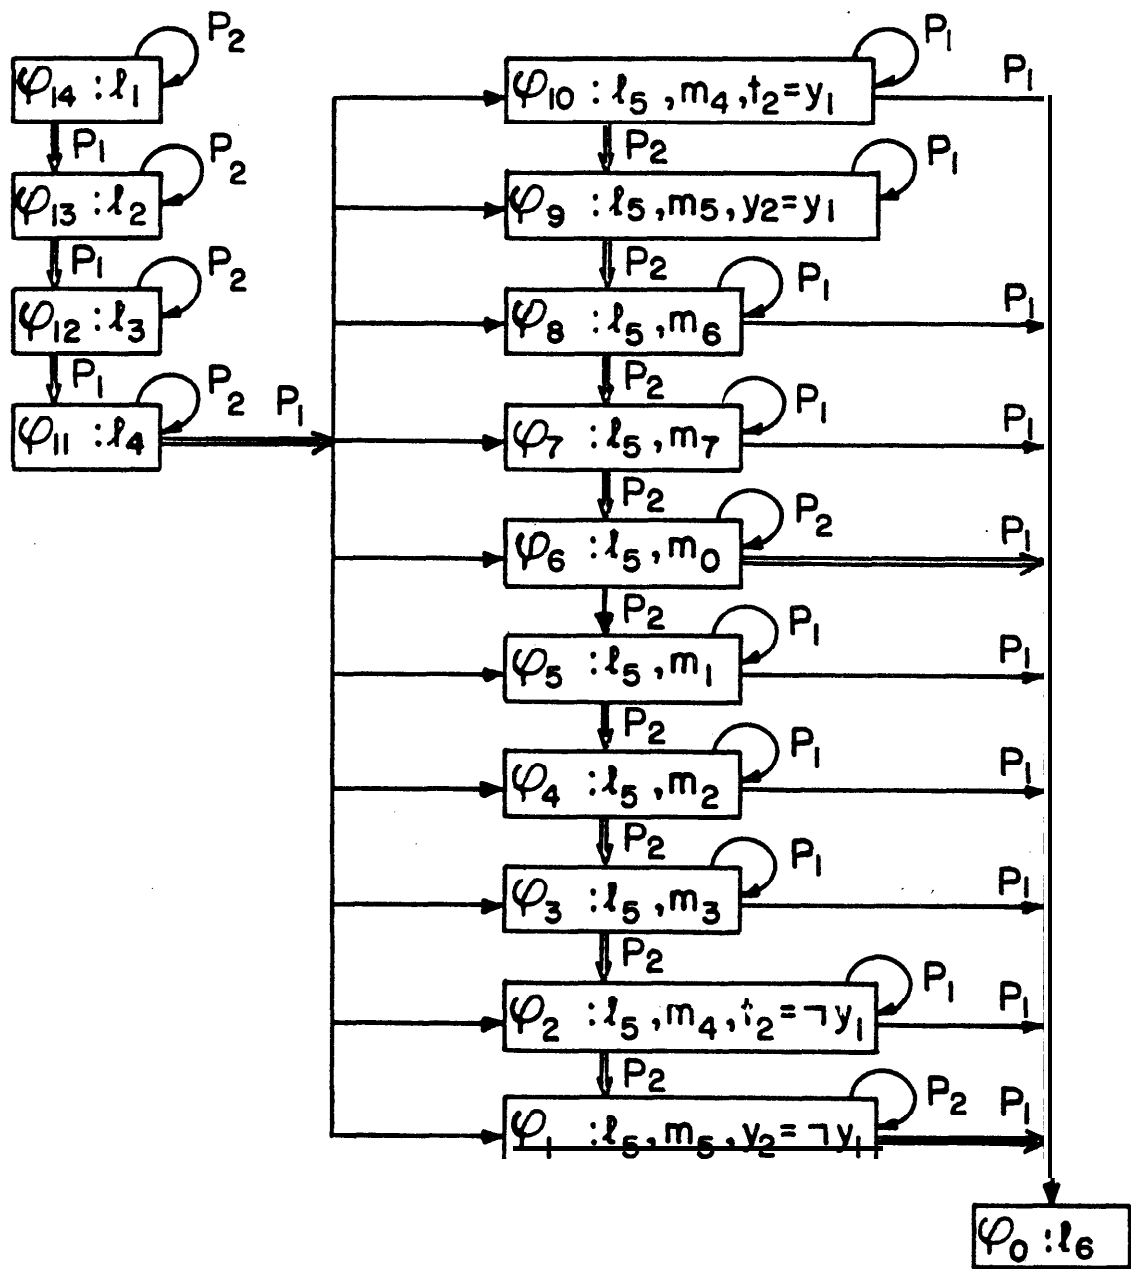 P₂
φ₁₄ : ℓ₁
P₁
P₂
φ₁₃ : ℓ₂
P₁
P₂
φ₁₂ : ℓ₃
P₁
P₂
φ₁₁ : ℓ₄
P₁
P₁
φ₁₀ : ℓ₅ , m₄ , t₂ = y₁
P₁
P₂
P₁
φ₉ : ℓ₅ , m₅ , y₂ = y₁
P₂
P₁
φ₈ : ℓ₅ , m₆
P₁
P₂
P₁
φ₇ : ℓ₅ , m₇
P₁
P₂
P₂
φ₆ : ℓ₅ , m₀
P₁
P₂
P₁
φ₅ : ℓ₅ , m₁
P₁
P₂
P₁
φ₄ : ℓ₅ , m₂
P₁
P₂
P₁
φ₃ : ℓ₅ , m₃
P₁
P₂
P₁
φ₂ : ℓ₅ , m₄ , t₂ = ¬ y₁
P₁
P₂
P₂
φ₁ : ℓ₅ , m₅ , y₂ = ¬ y₁
P₁
φ₀ : ℓ₆